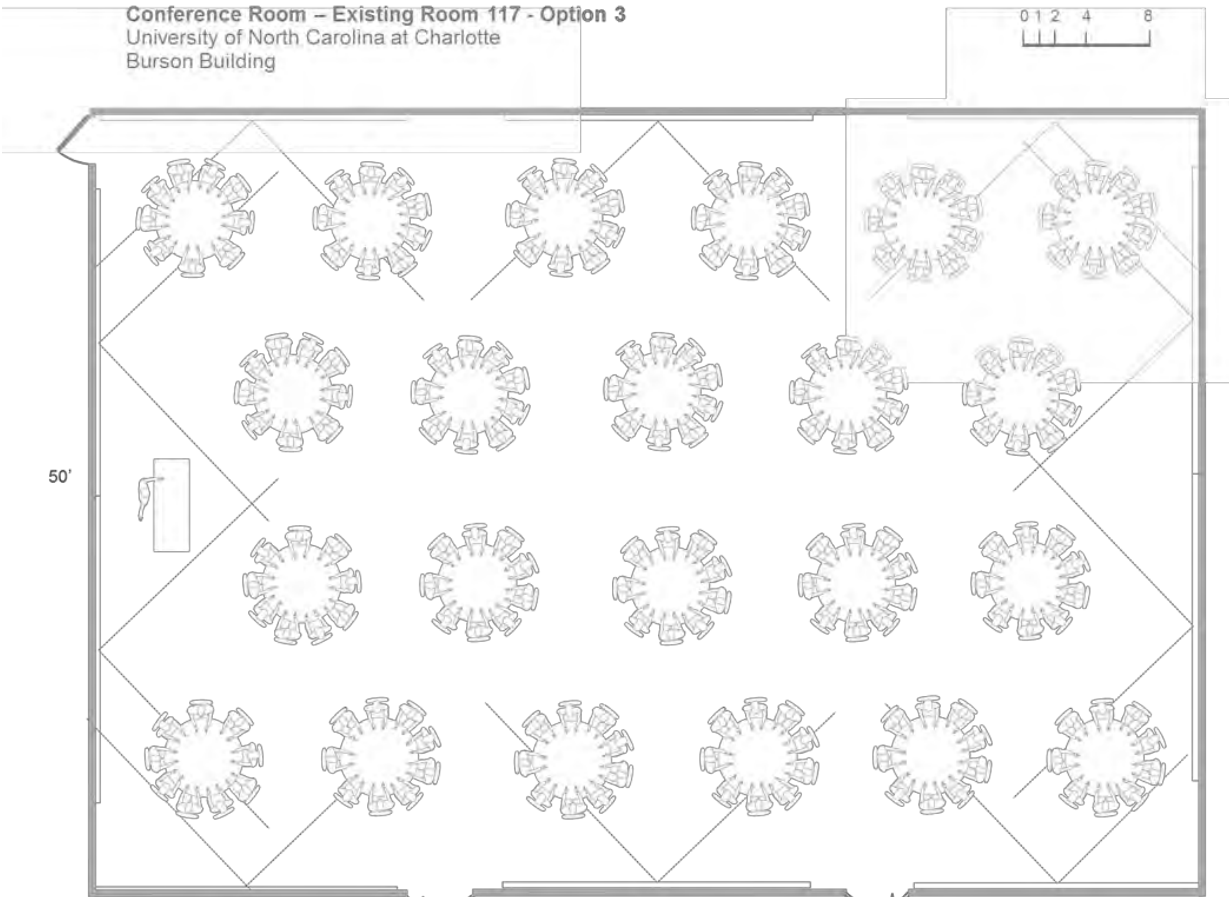 Conference Room – Existing Room 117 - Option 3
University of North Carolina at Charlotte
Burson Building
0 1 2 4 8
50'